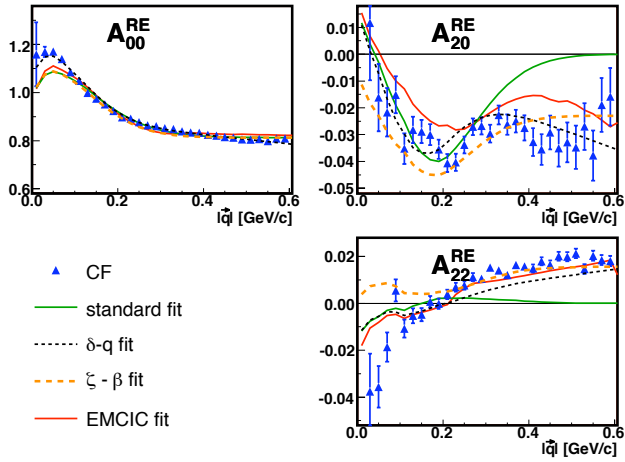 A₀₀ᴿᴱ
1.2
1.0
0.8
0.6
0.0
0.2
0.4
0.6
|q⃗| [GeV/c]
A₂₀ᴿᴱ
0.01
0.00
-0.01
-0.02
-0.03
-0.04
-0.05
0.0
0.2
0.4
0.6
|q⃗| [GeV/c]
CF
standard fit
δ-q fit
ζ - β fit
EMCIC fit
A₂₂ᴿᴱ
0.02
0.00
-0.02
-0.04
0.0
0.2
0.4
0.6
|q⃗| [GeV/c]